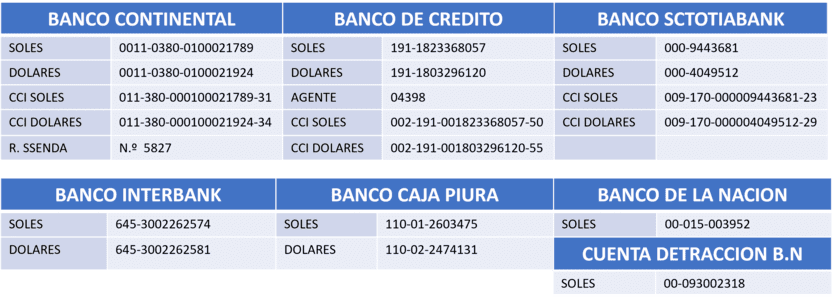 BANCO CONTINENTAL
SOLES 0011-0380-0100021789
DOLARES 0011-0380-0100021924
CCI SOLES 011-380-000100021789-31
CCI DOLARES 011-380-000100021924-34
R. SSENDA N.º 5827
BANCO DE CREDITO
SOLES 191-1823368057
DOLARES 191-1803296120
AGENTE 04398
CCI SOLES 002-191-001823368057-50
CCI DOLARES 002-191-001803296120-55
BANCO SCTOTIABANK
SOLES 000-9443681
DOLARES 000-4049512
CCI SOLES 009-170-000009443681-23
CCI DOLARES 009-170-000004049512-29
BANCO INTERBANK
SOLES 645-3002262574
DOLARES 645-3002262581
BANCO CAJA PIURA
SOLES 110-01-2603475
DOLARES 110-02-2474131
BANCO DE LA NACION
SOLES 00-015-003952
CUENTA DETRACCION B.N
SOLES 00-093002318